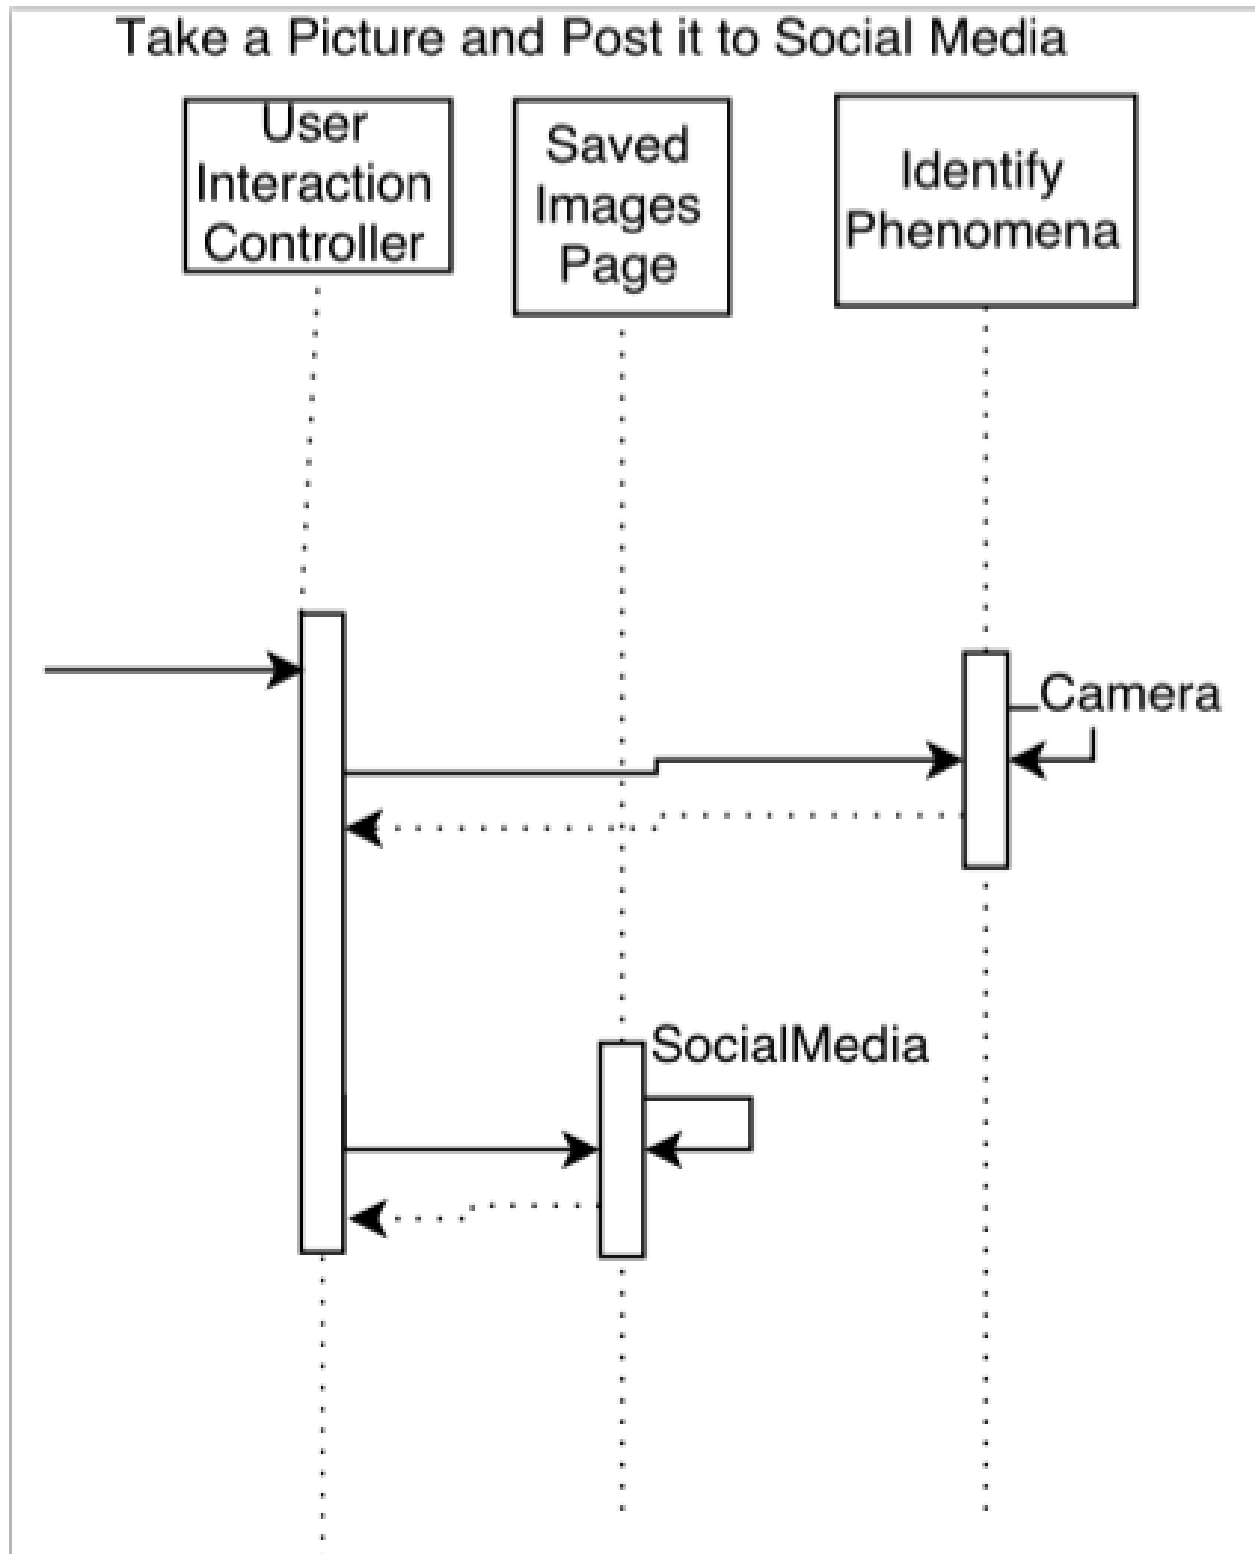 Take a Picture and Post it to Social Media
User
Interaction
Controller
Saved
Images
Page
Identify
Phenomena
Camera
SocialMedia